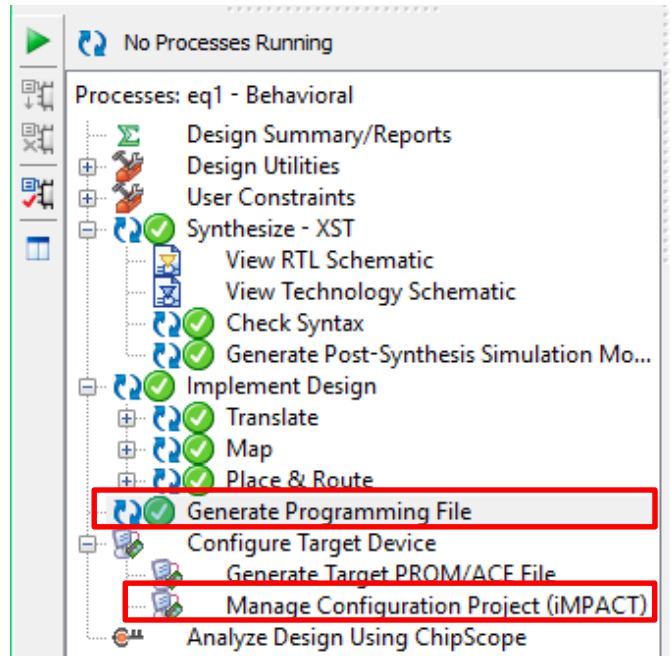 No Processes Running
Processes: eq1 - Behavioral
Design Summary/Reports
Design Utilities
User Constraints
Synthesize - XST
View RTL Schematic
View Technology Schematic
Check Syntax
Generate Post-Synthesis Simulation Mo...
Implement Design
Translate
Map
Place & Route
Generate Programming File
Configure Target Device
Generate Target PROM/ACE File
Manage Configuration Project (iMPACT)
Analyze Design Using ChipScope